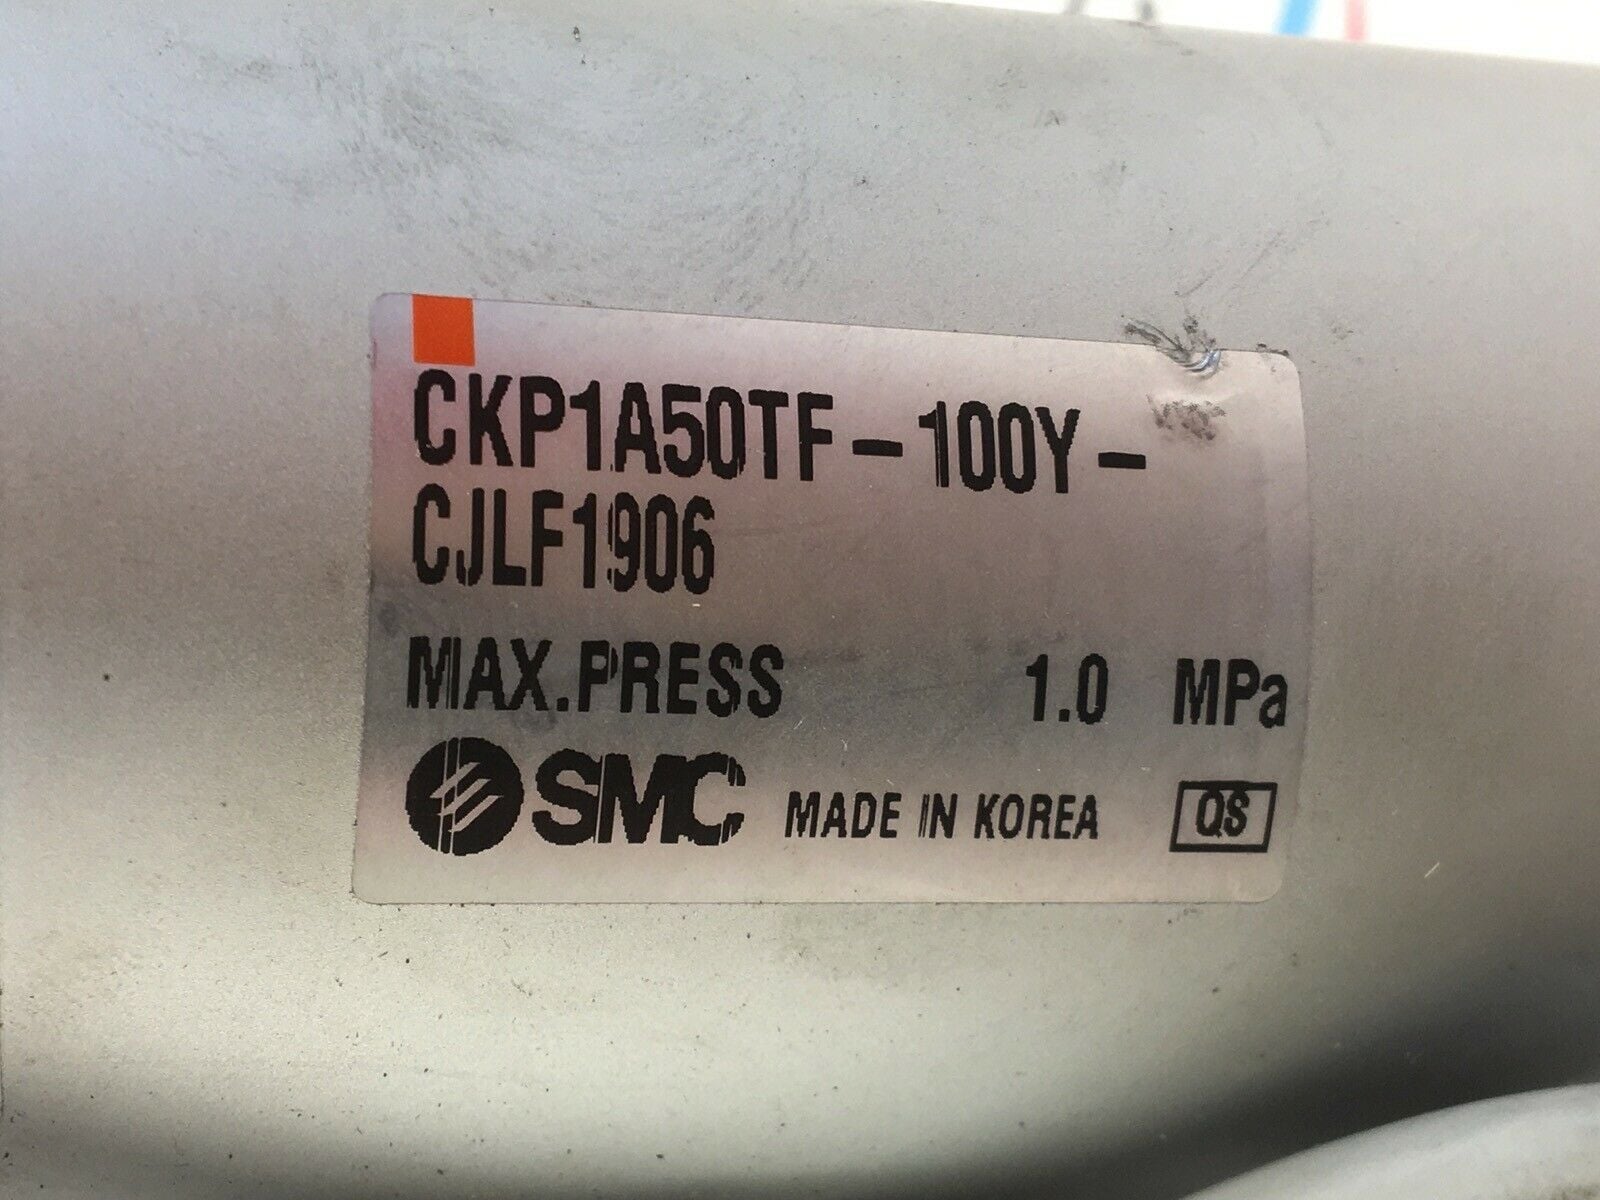 CKP1A50TF-100Y-
CJLF1906
MAX.PRESS 1.0 MPa
SMC MADE IN KOREA QS